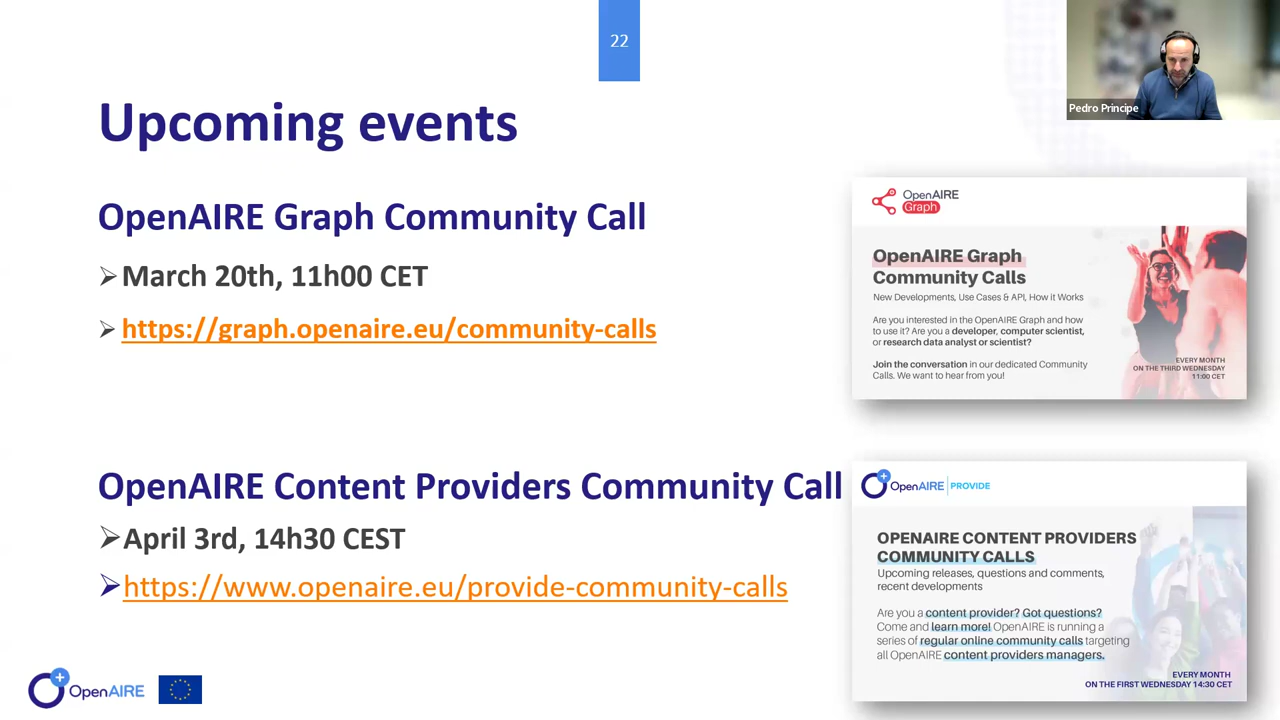 22
Pedro Principe
Upcoming events
OpenAIRE Graph Community Call
March 20th, 11h00 CET
https://graph.openaire.eu/community-calls
OpenAIRE
Graph
OpenAIRE Graph
Community Calls
New Developments, Use Cases & API, How it Works
Are you interested in the OpenAIRE Graph and how
to use it? Are you a developer, computer scientist,
or research data analyst or scientist?
Join the conversation in our dedicated Community
Calls. We want to hear from you!
EVERY MONTH
ON THE THIRD WEDNESDAY
11:00 CET
OpenAIRE Content Providers Community Call
April 3rd, 14h30 CEST
https://www.openaire.eu/provide-community-calls
OpenAIRE PROVIDE
OPENAIRE CONTENT PROVIDERS
COMMUNITY CALLS
Upcoming releases, questions and comments,
recent developments
Are you a content provider? Got questions?
Come and learn more! OpenAIRE is running a
series of regular online community calls targeting
all OpenAIRE content providers managers.
EVERY MONTH
ON THE FIRST WEDNESDAY 14:30 CET
OpenAIRE